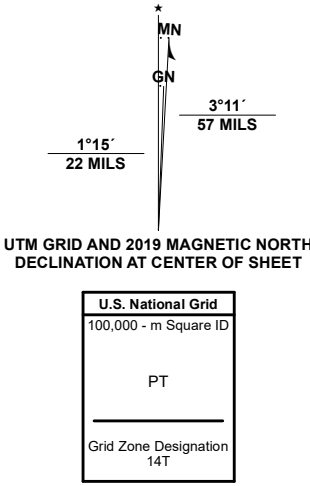 ★
MN
GN
3°11´
57 MILS
1°15´
22 MILS
UTM GRID AND 2019 MAGNETIC NORTH
DECLINATION AT CENTER OF SHEET
U.S. National Grid
100,000 - m Square ID
PT
Grid Zone Designation
14T